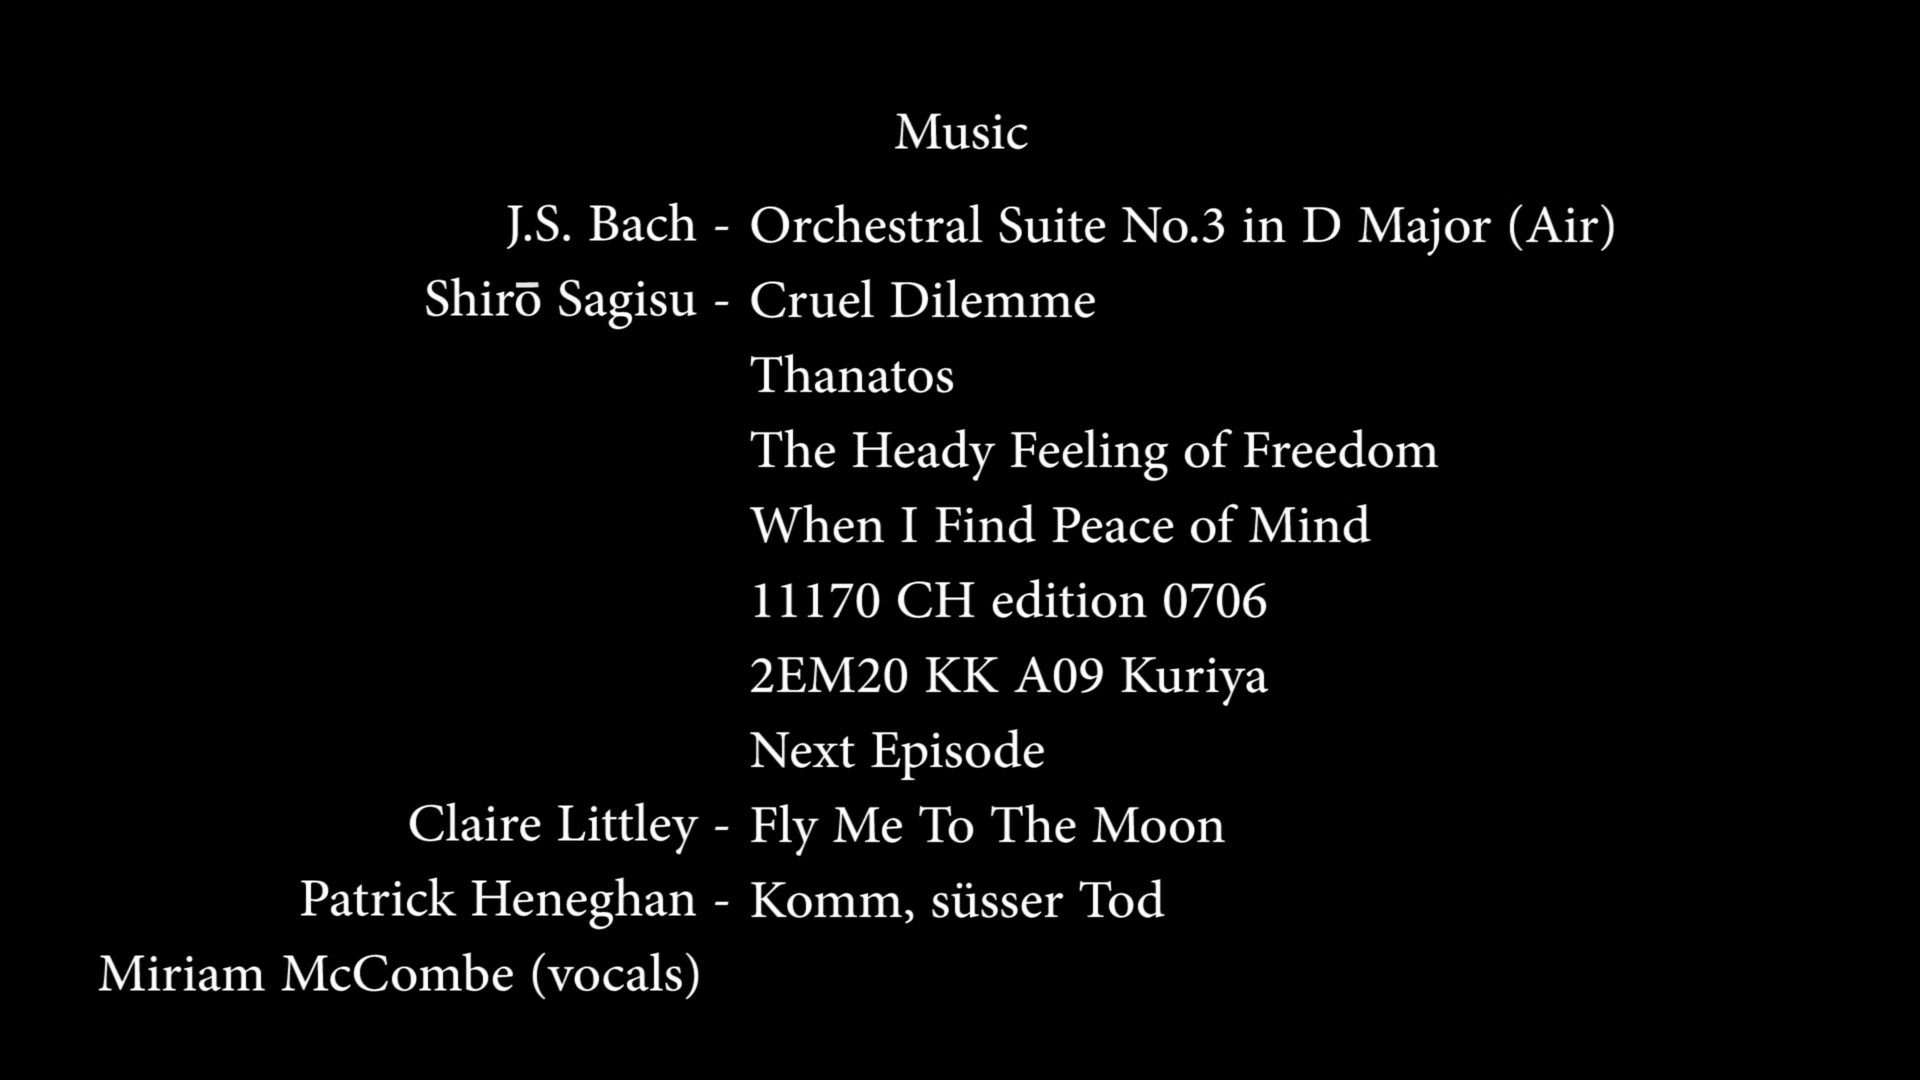 Music
J.S. Bach - Orchestral Suite No.3 in D Major (Air)
Shirō Sagisu - Cruel Dilemme
Thanatos
The Heady Feeling of Freedom
When I Find Peace of Mind
11170 CH edition 0706
2EM20 KK A09 Kuriya
Next Episode
Claire Littley - Fly Me To The Moon
Patrick Heneghan - Komm, süsser Tod
Miriam McCombe (vocals)